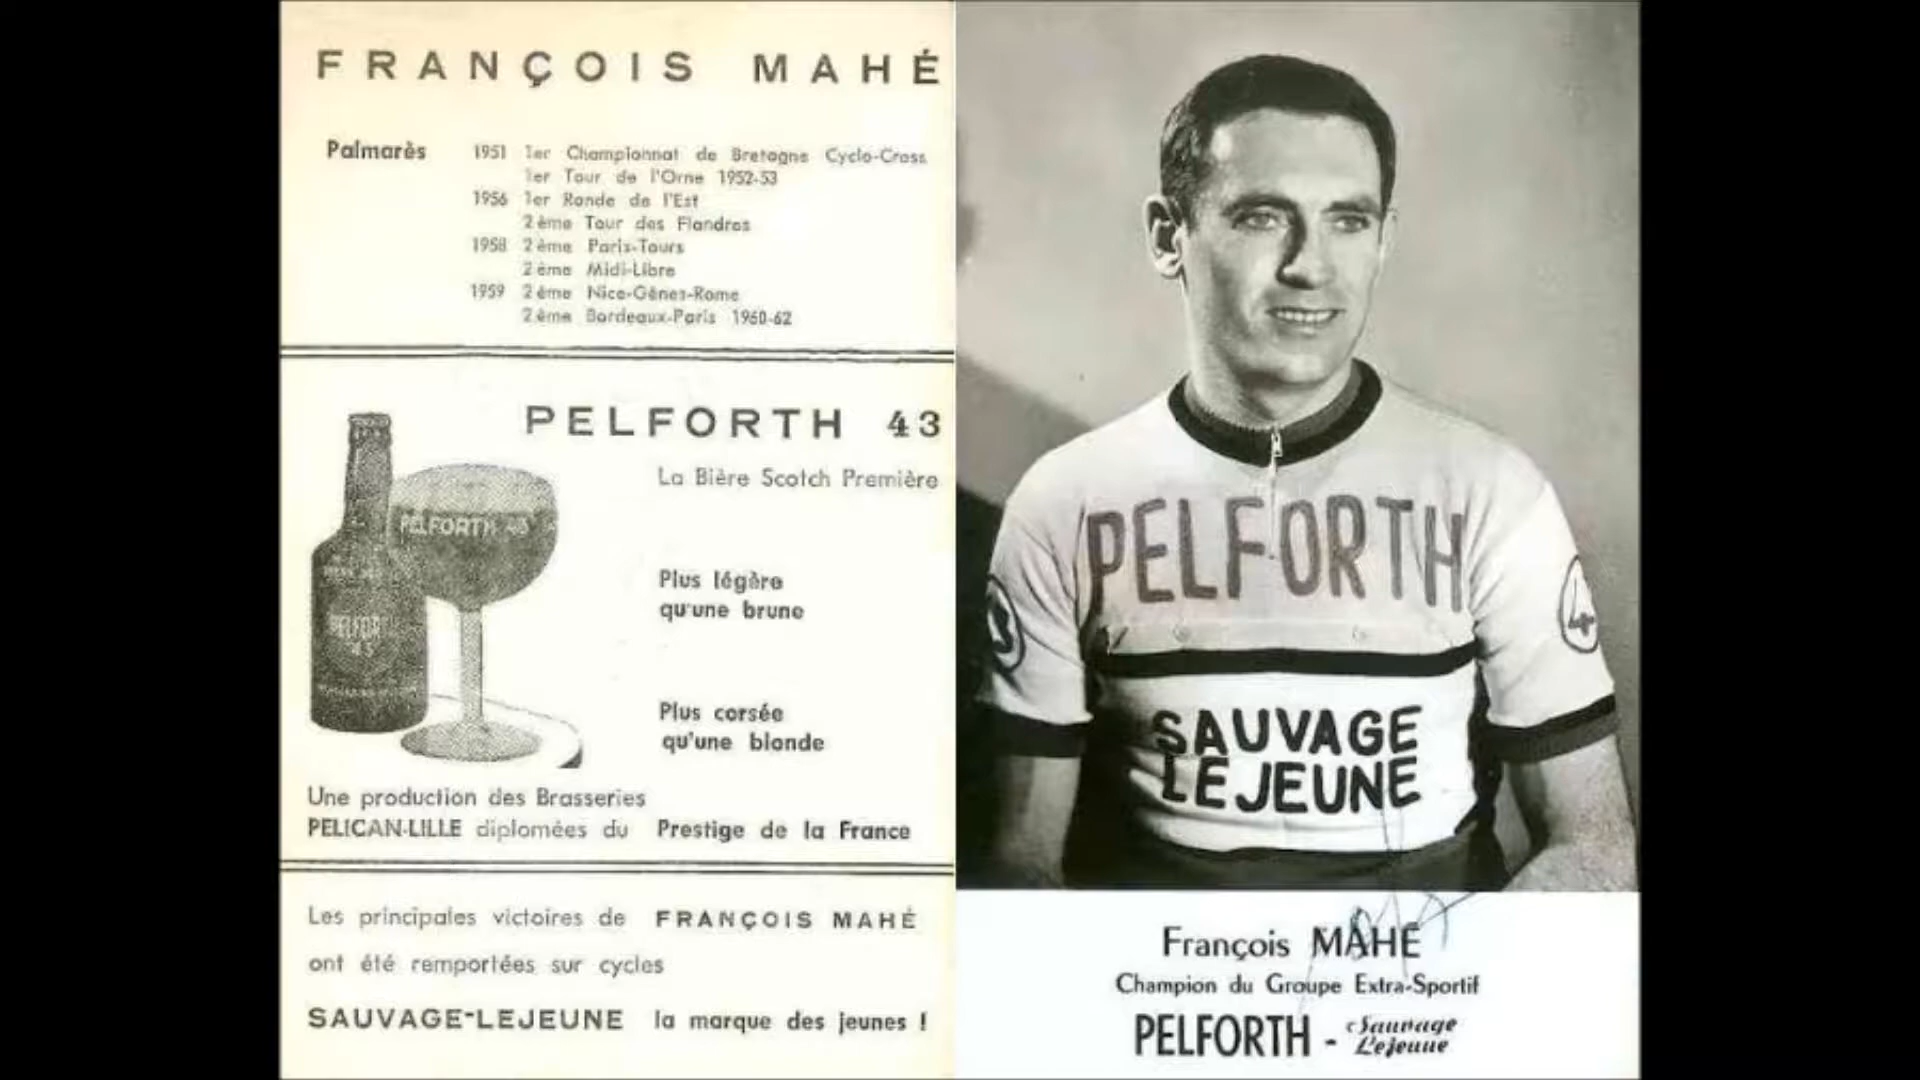 FRANÇOIS MAHÉ
Palmarès 1951 1er Championnat de Bretagne Cyclo-Cross
1er Tour de l'Orne 1952-53
1956 1er Ronde de l'Est
2ème Tour des Flandres
1958 2ème Paris-Tours
2ème Midi-Libre
1959 2ème Nice-Gênes-Rome
2ème Bordeaux-Paris 1960-62
PELFORTH 43
La Bière Scotch Première
PELFORTH 43
PELFORT
43
Plus légère
qu'une brune
Plus corsée
qu'une blonde
Une production des Brasseries
PELICAN-LILLE diplomées du Prestige de la France
Les principales victoires de FRANÇOIS MAHÉ
ont été remportées sur cycles
SAUVAGE-LEJEUNE la marque des jeunes !
PELFORTH
3
4
SAUVAGE
LEJEUNE
François MAHÉ
Champion du Groupe Extra-Sportif
PELFORTH - Sauvage
Lejeune